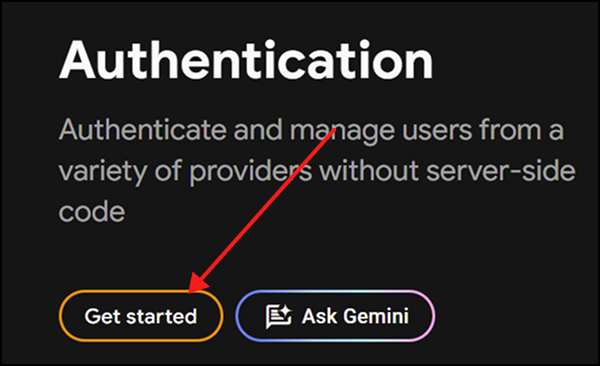 Authentication
Authenticate and manage users from a
variety of providers without server-side
code
Get started
Ask Gemini